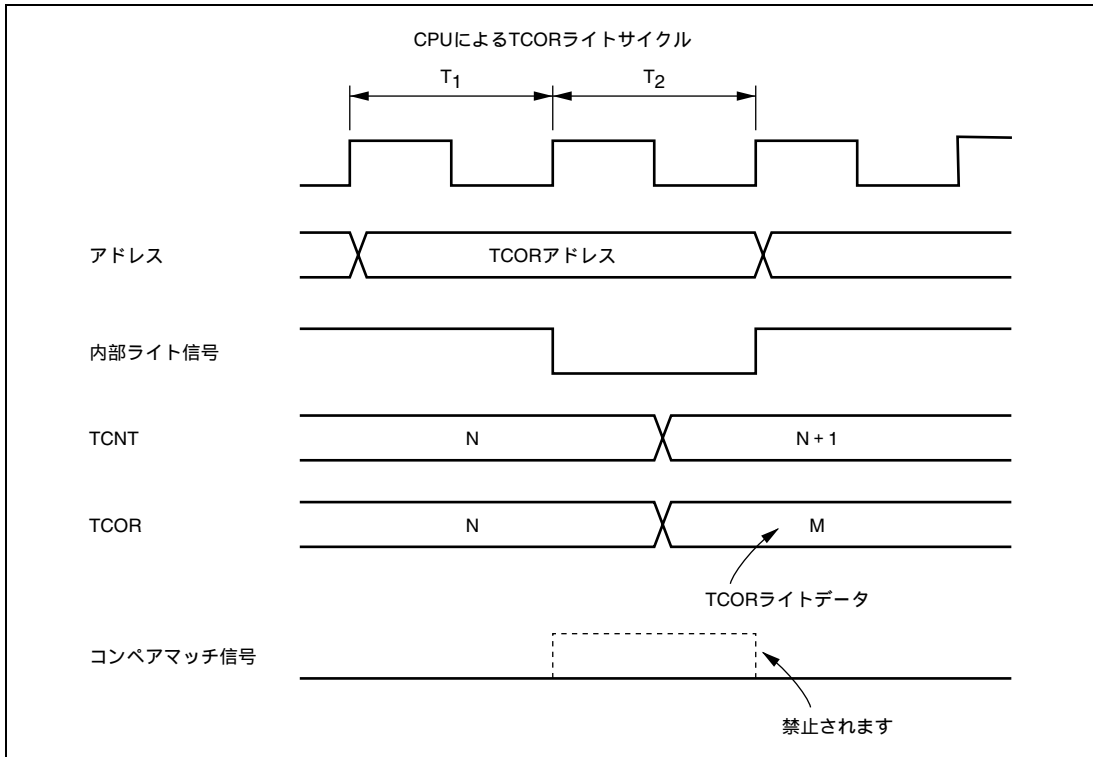 CPUによるTCORライトサイクル
T1 T2
アドレス TCORアドレス
内部ライト信号
TCNT N N + 1
TCOR N M
TCORライトデータ
コンペアマッチ信号
禁止されます